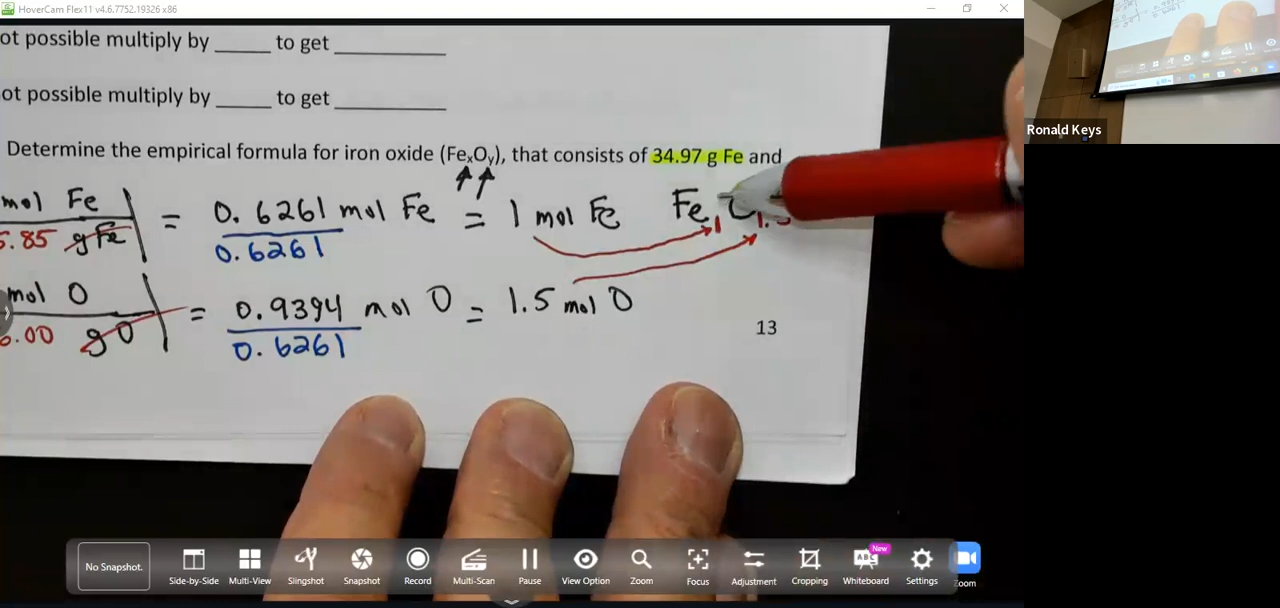 HoverCam Flex11 v4.6.7752.19326 x86
ot possible multiply by _____ to get __________
ot possible multiply by _____ to get __________
Determine the empirical formula for iron oxide (FexOy), that consists of 34.97 g Fe and
mol Fe
5.85 g Fe
= 0.6261 mol Fe = 1 mol Fe
0.6261
Fe1
mol O
6.00 g O
= 0.9394 mol O = 1.5 mol O
0.6261
13
Ronald Keys
No Snapshot.
Side-by-Side Multi-View Slingshot Snapshot Record Multi-Scan Pause View Option Zoom Focus Adjustment Cropping Whiteboard Settings Zoom
New
ABC